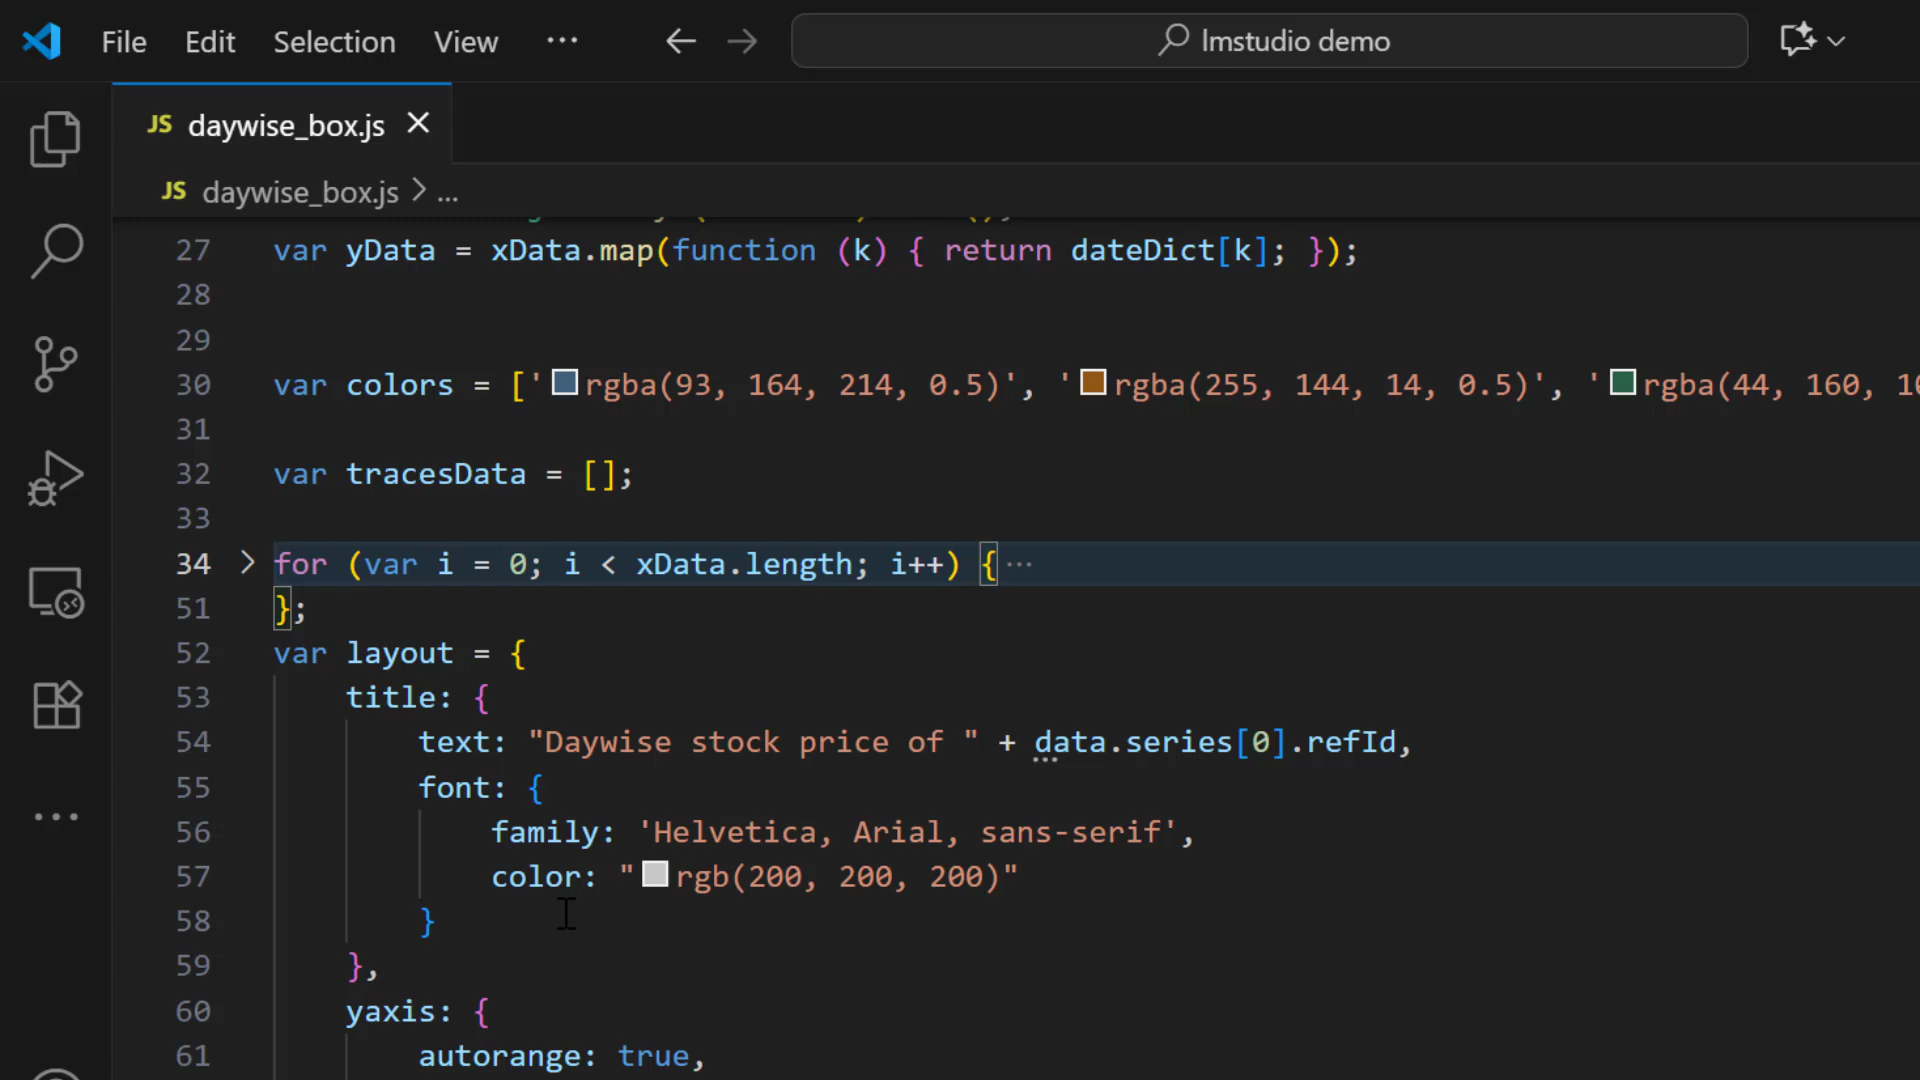 File Edit Selection View ··· ← → lmstudio demo
JS daywise_box.js ×
JS daywise_box.js > ...
27 var yData = xData.map(function (k) { return dateDict[k]; });
28
29
30 var colors = ['rgba(93, 164, 214, 0.5)', 'rgba(255, 144, 14, 0.5)', 'rgba(44, 160, 10
31
32 var tracesData = [];
33
34 > for (var i = 0; i < xData.length; i++) { ···
51 };
52 var layout = {
53 title: {
54 text: "Daywise stock price of " + data.series[0].refId,
55 font: {
56 family: 'Helvetica, Arial, sans-serif',
57 color: "rgb(200, 200, 200)"
58 }
59 },
60 yaxis: {
61 autorange: true,